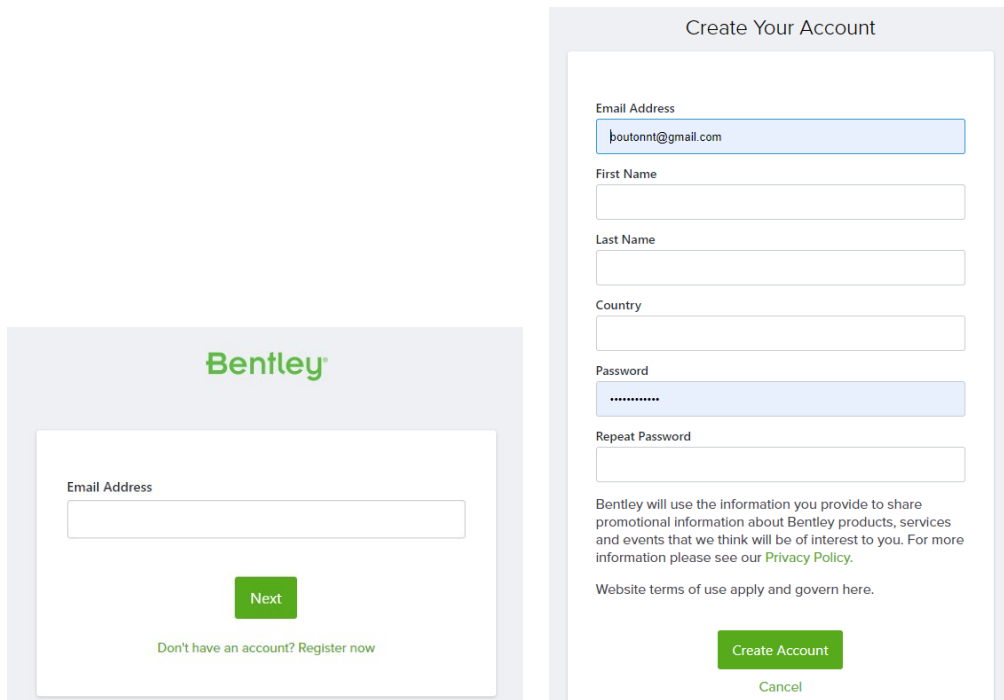 Bentley
Email Address
Next
Don't have an account? Register now
Create Your Account
Email Address
boutonnt@gmail.com
First Name
Last Name
Country
Password
••••••••••••
Repeat Password
Bentley will use the information you provide to share
promotional information about Bentley products, services
and events that we think will be of interest to you. For more
information please see our Privacy Policy.
Website terms of use apply and govern here.
Create Account
Cancel